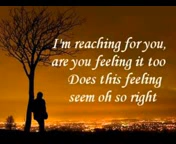 I'm reaching for you,
are you feeling it too
Does this feeling
seem oh so right